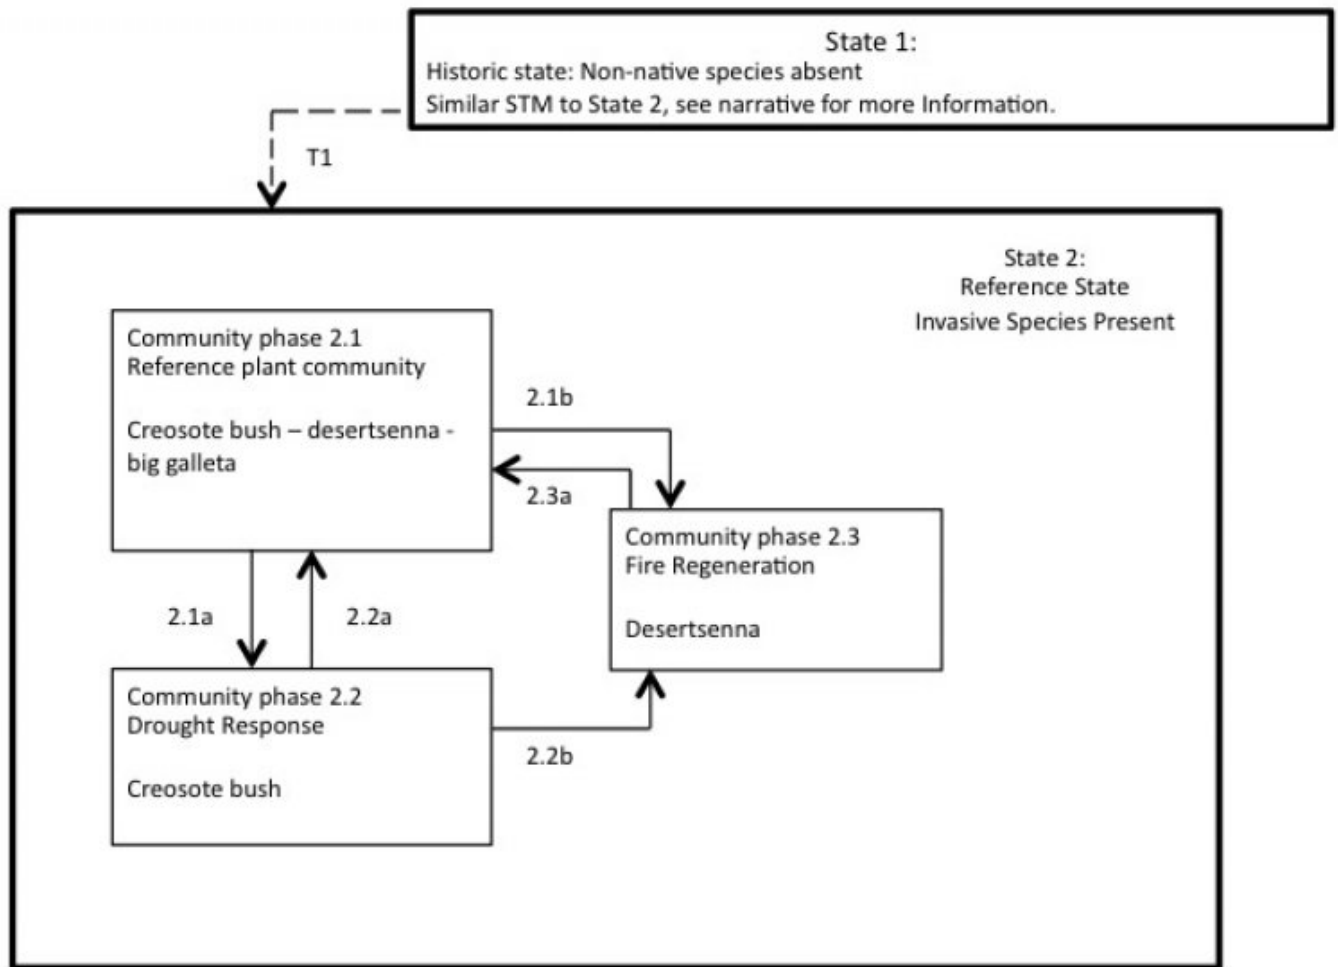 State 1:
Historic state: Non-native species absent
Similar STM to State 2, see narrative for more Information.
T1
State 2:
Reference State
Invasive Species Present
Community phase 2.1
Reference plant community
Creosote bush – desertsenna -
big galleta
2.1b
2.3a
Community phase 2.3
Fire Regeneration
Desertsenna
2.1a
2.2a
Community phase 2.2
Drought Response
Creosote bush
2.2b